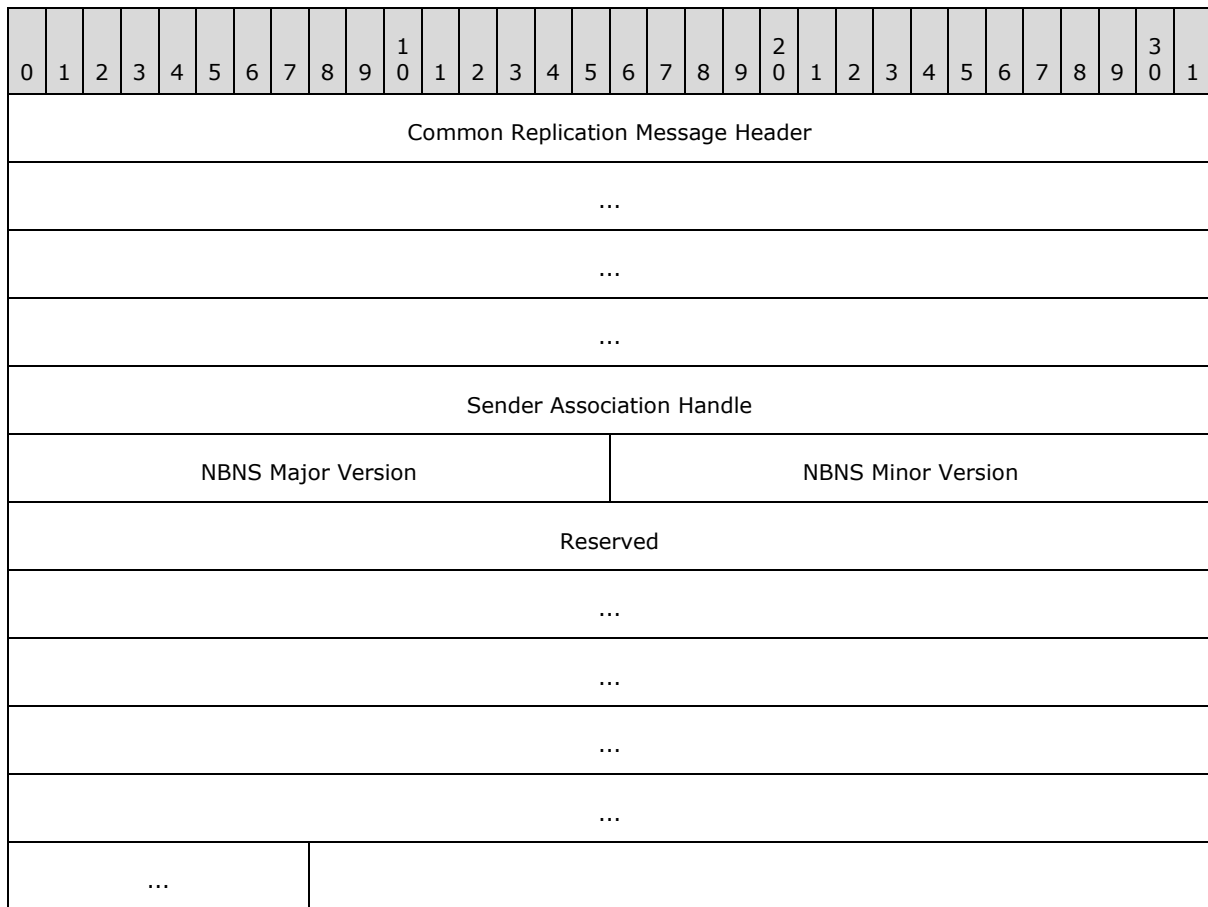 1 2 3
0 1 2 3 4 5 6 7 8 9 0 1 2 3 4 5 6 7 8 9 0 1 2 3 4 5 6 7 8 9 0 1
Common Replication Message Header
...
...
...
Sender Association Handle
NBNS Major Version NBNS Minor Version
Reserved
...
...
...
...
...